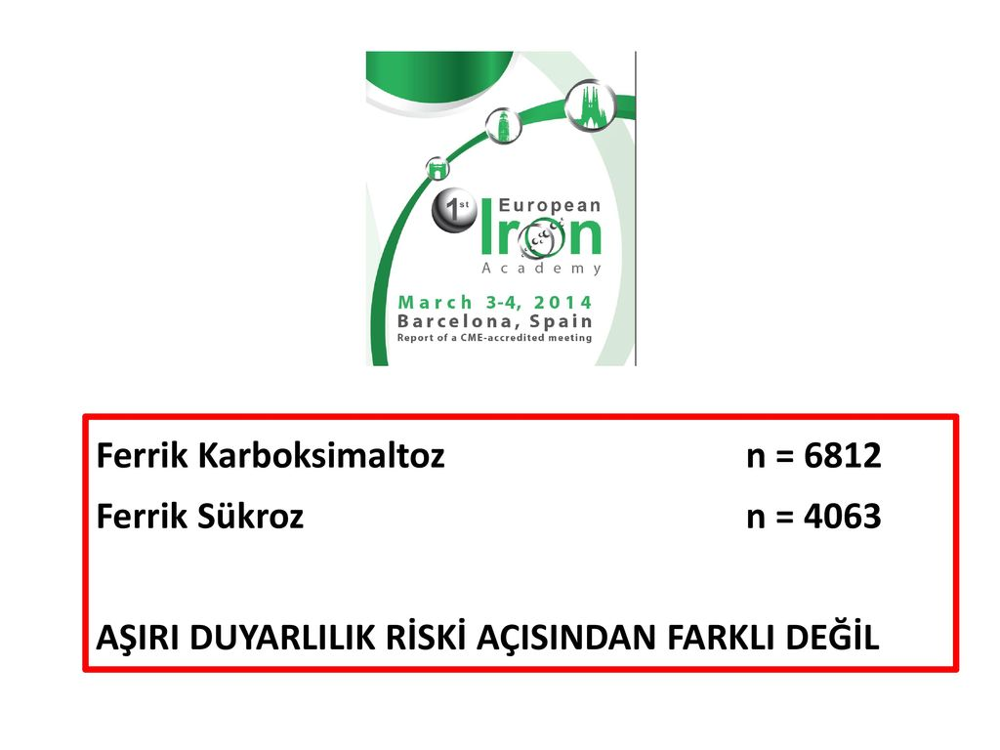 1st European
Iron
Academy
March 3-4, 2014
Barcelona, Spain
Report of a CME-accredited meeting
Ferrik Karboksimaltoz n = 6812
Ferrik Sükroz n = 4063
AŞIRI DUYARLILIK RİSKİ AÇISINDAN FARKLI DEĞİL